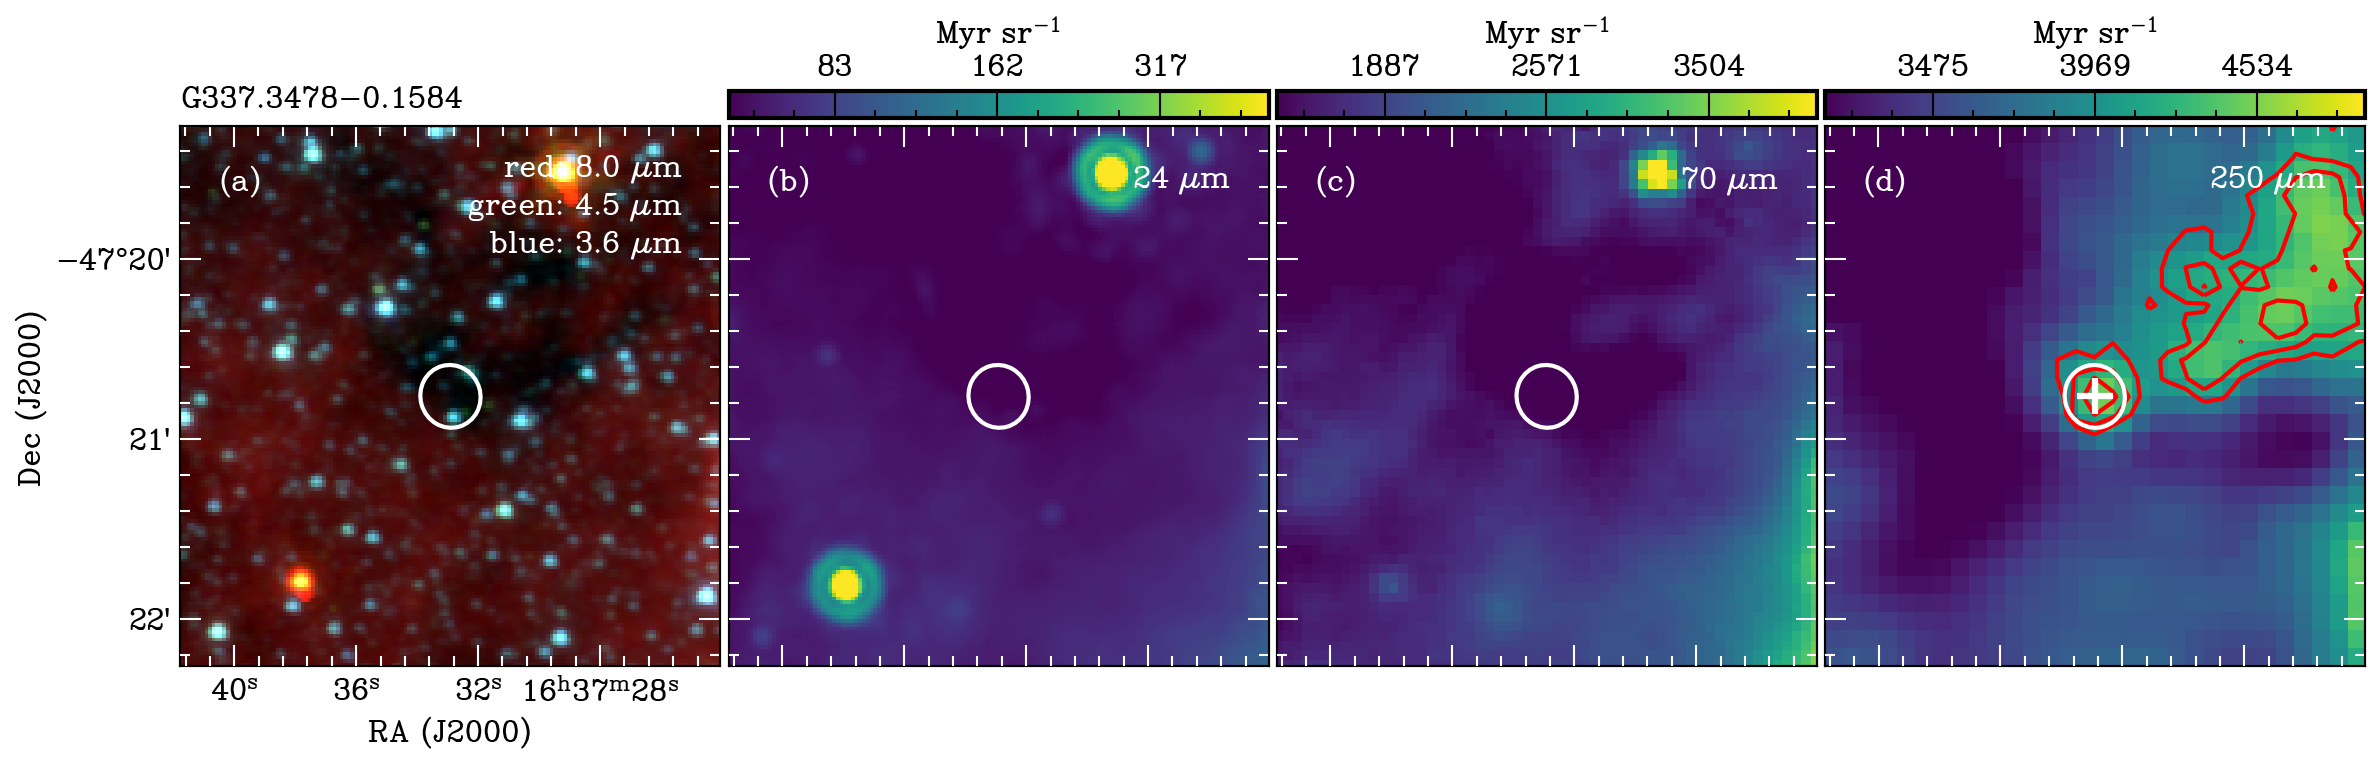 G337.3478−0.1584
Myr sr⁻¹
83 162 317
Myr sr⁻¹
1887 2571 3504
Myr sr⁻¹
3475 3969 4534
(a)
red: 8.0 μm
green: 4.5 μm
blue: 3.6 μm
(b)
24 μm
(c)
70 μm
(d)
250 μm
Dec (J2000)
−47°20'
21'
22'
40ˢ 36ˢ 32ˢ 16ʰ37ᵐ28ˢ
RA (J2000)